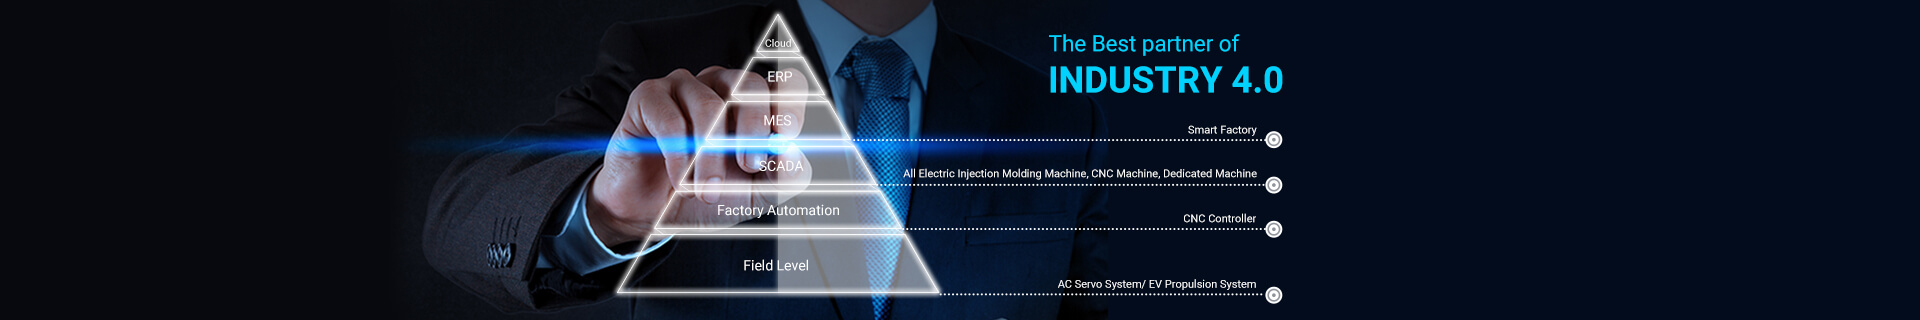 Cloud
ERP
MES
SCADA
Factory Automation
Field Level
The Best partner of
INDUSTRY 4.0
Smart Factory
All Electric Injection Molding Machine, CNC Machine, Dedicated Machine
CNC Controller
AC Servo System/ EV Propulsion System